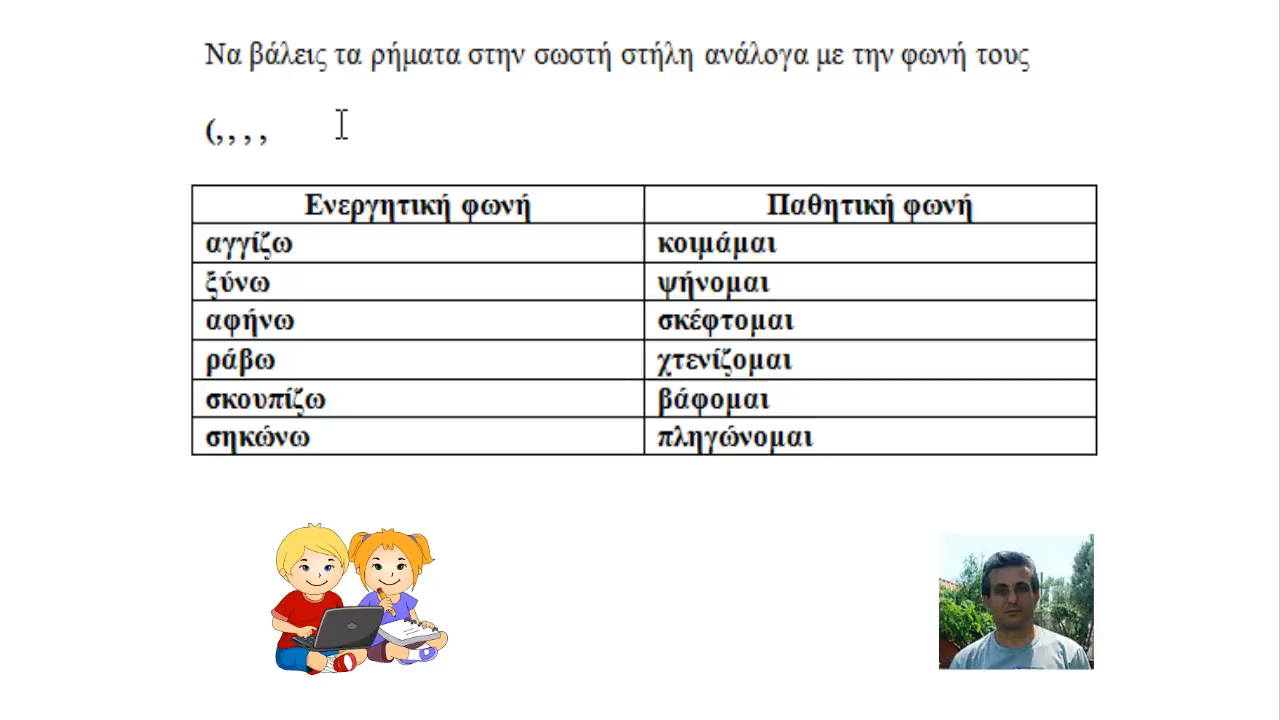 Να βάλεις τα ρήματα στην σωστή στήλη ανάλογα με την φωνή τους
(, , , ,
Ενεργητική φωνή Παθητική φωνή
αγγίζω κοιμάμαι
ξύνω ψήνομαι
αφήνω σκέφτομαι
ράβω χτενίζομαι
σκουπίζω βάφομαι
σηκώνω πληγώνομαι